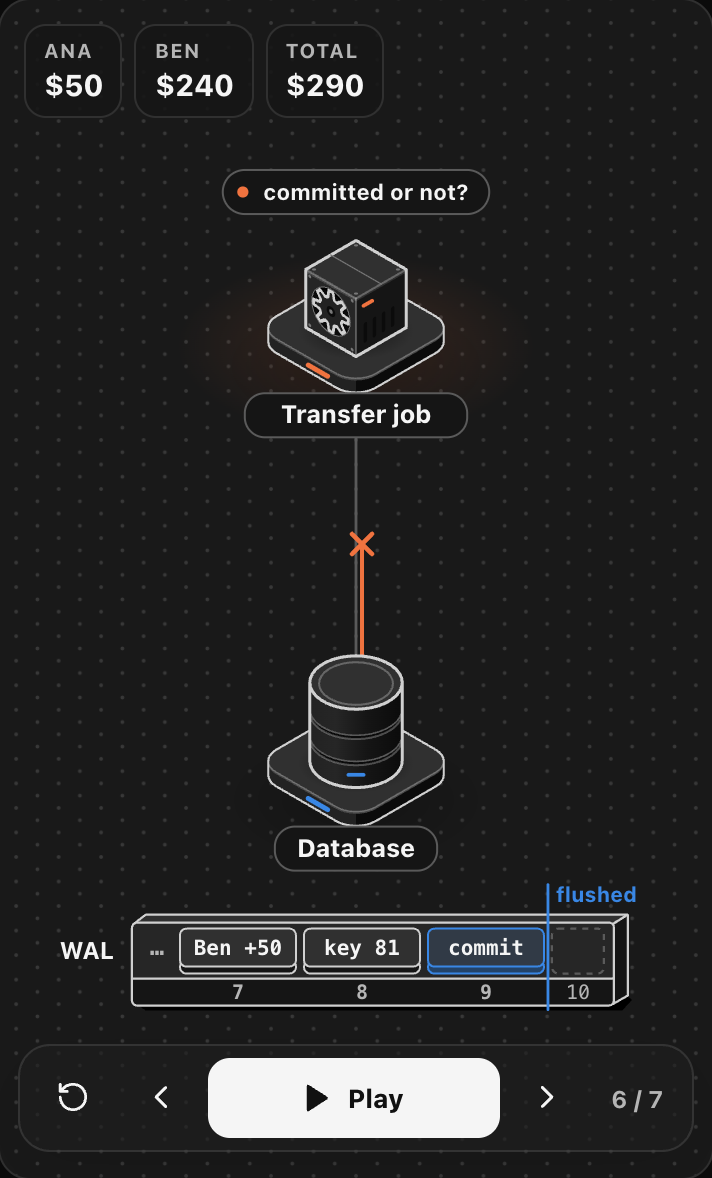 ANA BEN TOTAL
$50 $240 $290
committed or not?
Transfer job
Database
flushed
WAL … Ben +50 key 81 commit
7 8 9 10
Play 6 / 7